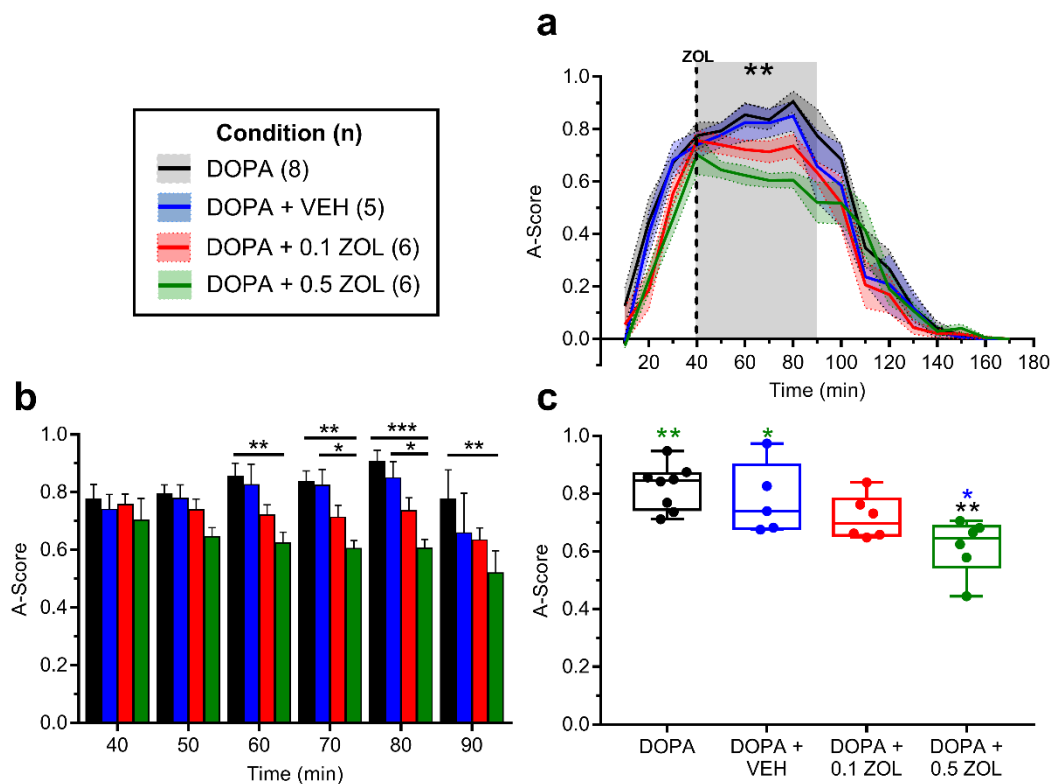 Condition (n)
DOPA (8)
DOPA + VEH (5)
DOPA + 0.1 ZOL (6)
DOPA + 0.5 ZOL (6)
a
ZOL
**
1.0
0.8
0.6
0.4
0.2
0.0
A-Score
20 40 60 80 100 120 140 160 180
Time (min)
b
1.0
0.8
0.6
0.4
0.2
0.0
A-Score
** ** * *** * **
40 50 60 70 80 90
Time (min)
c
1.0
0.8
0.6
0.4
0.2
0.0
A-Score
** * * **
DOPA
DOPA +
VEH
DOPA +
0.1 ZOL
DOPA +
0.5 ZOL